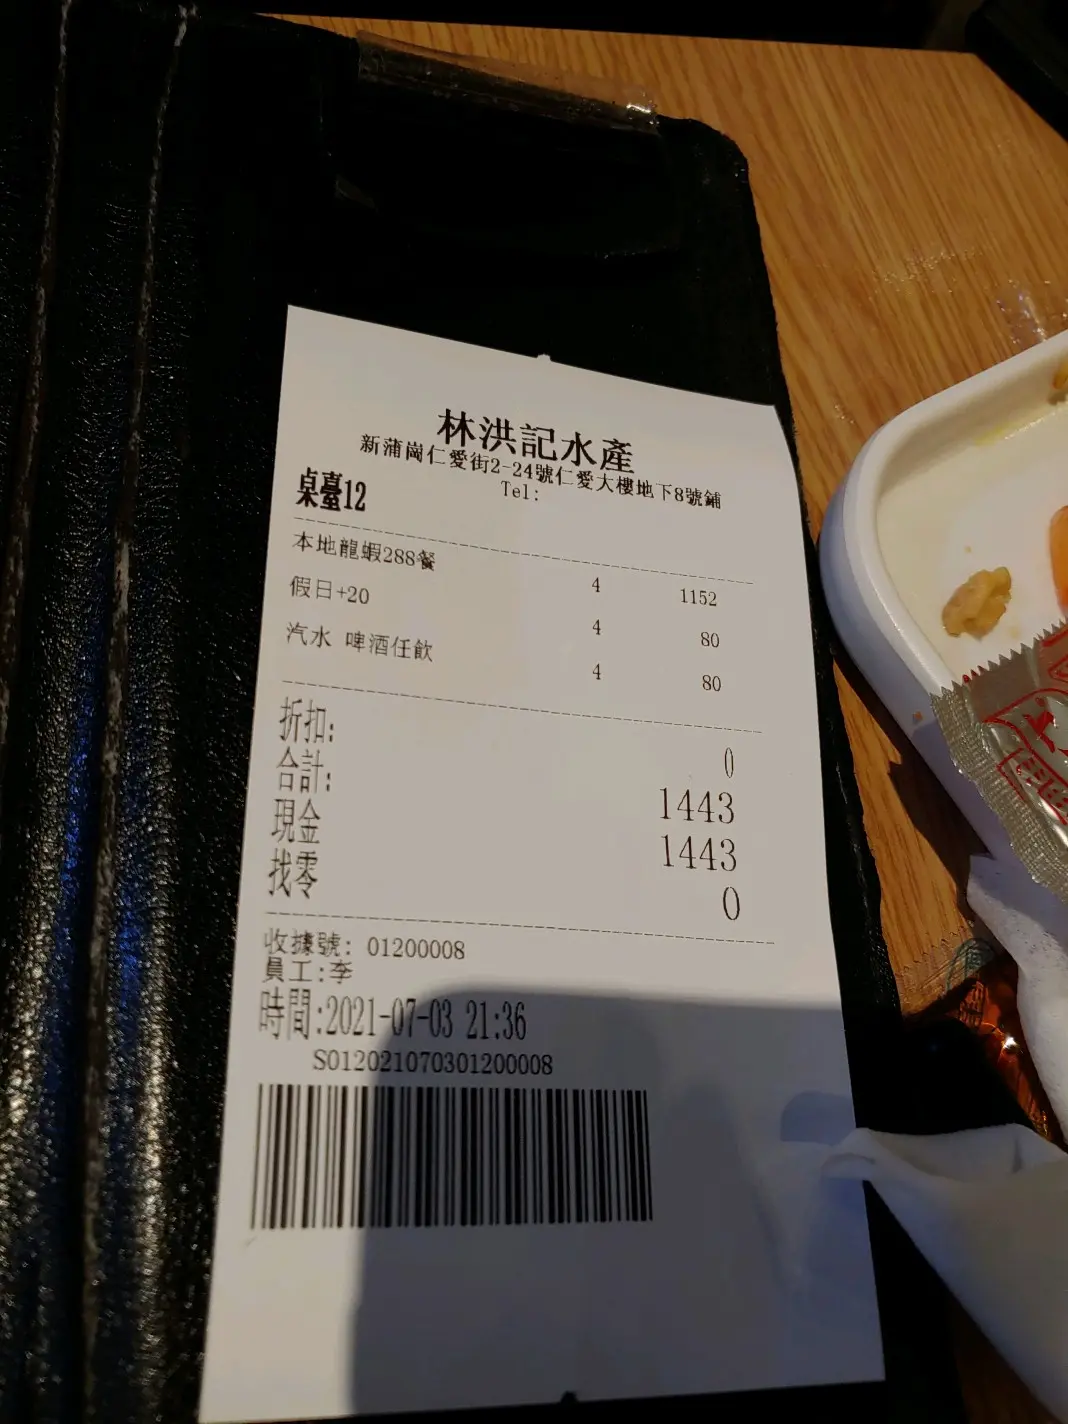 林洪記水產
新蒲崗仁愛街2-24號仁愛大樓地下8號鋪
Tel:
桌臺12
本地龍蝦288餐 4 1152
假日+20 4 80
汽水 啤酒任飲 4 80
折扣: 0
合計: 1443
現金 1443
找零 0
收據號: 01200008
員工:李
時間:2021-07-03 21:36
S012021070301200008